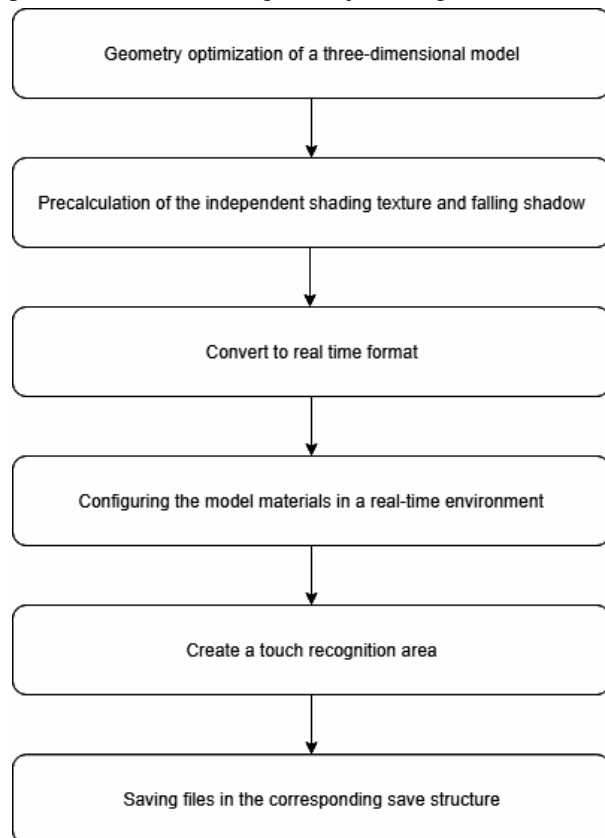 Geometry optimization of a three-dimensional model
Precalculation of the independent shading texture and falling shadow
Convert to real time format
Configuring the model materials in a real-time environment
Create a touch recognition area
Saving files in the corresponding save structure